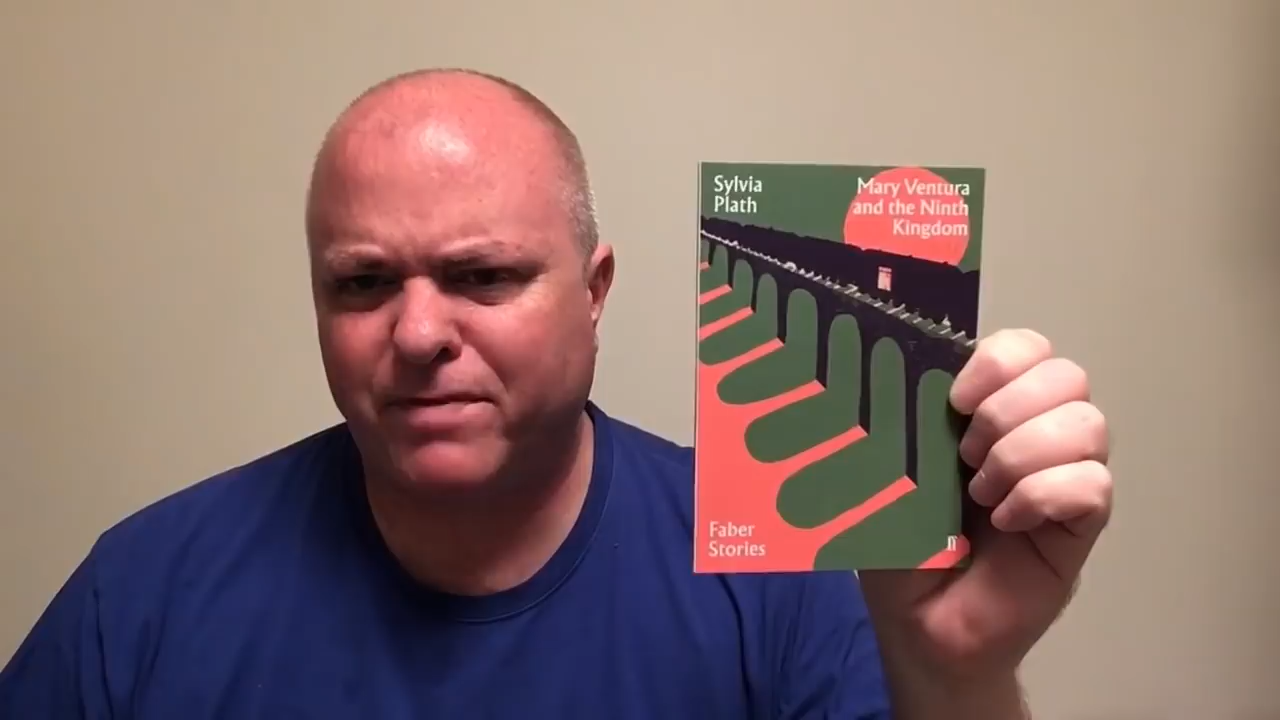 Sylvia
Plath
Mary Ventura
and the Ninth
Kingdom
Faber
Stories
ff